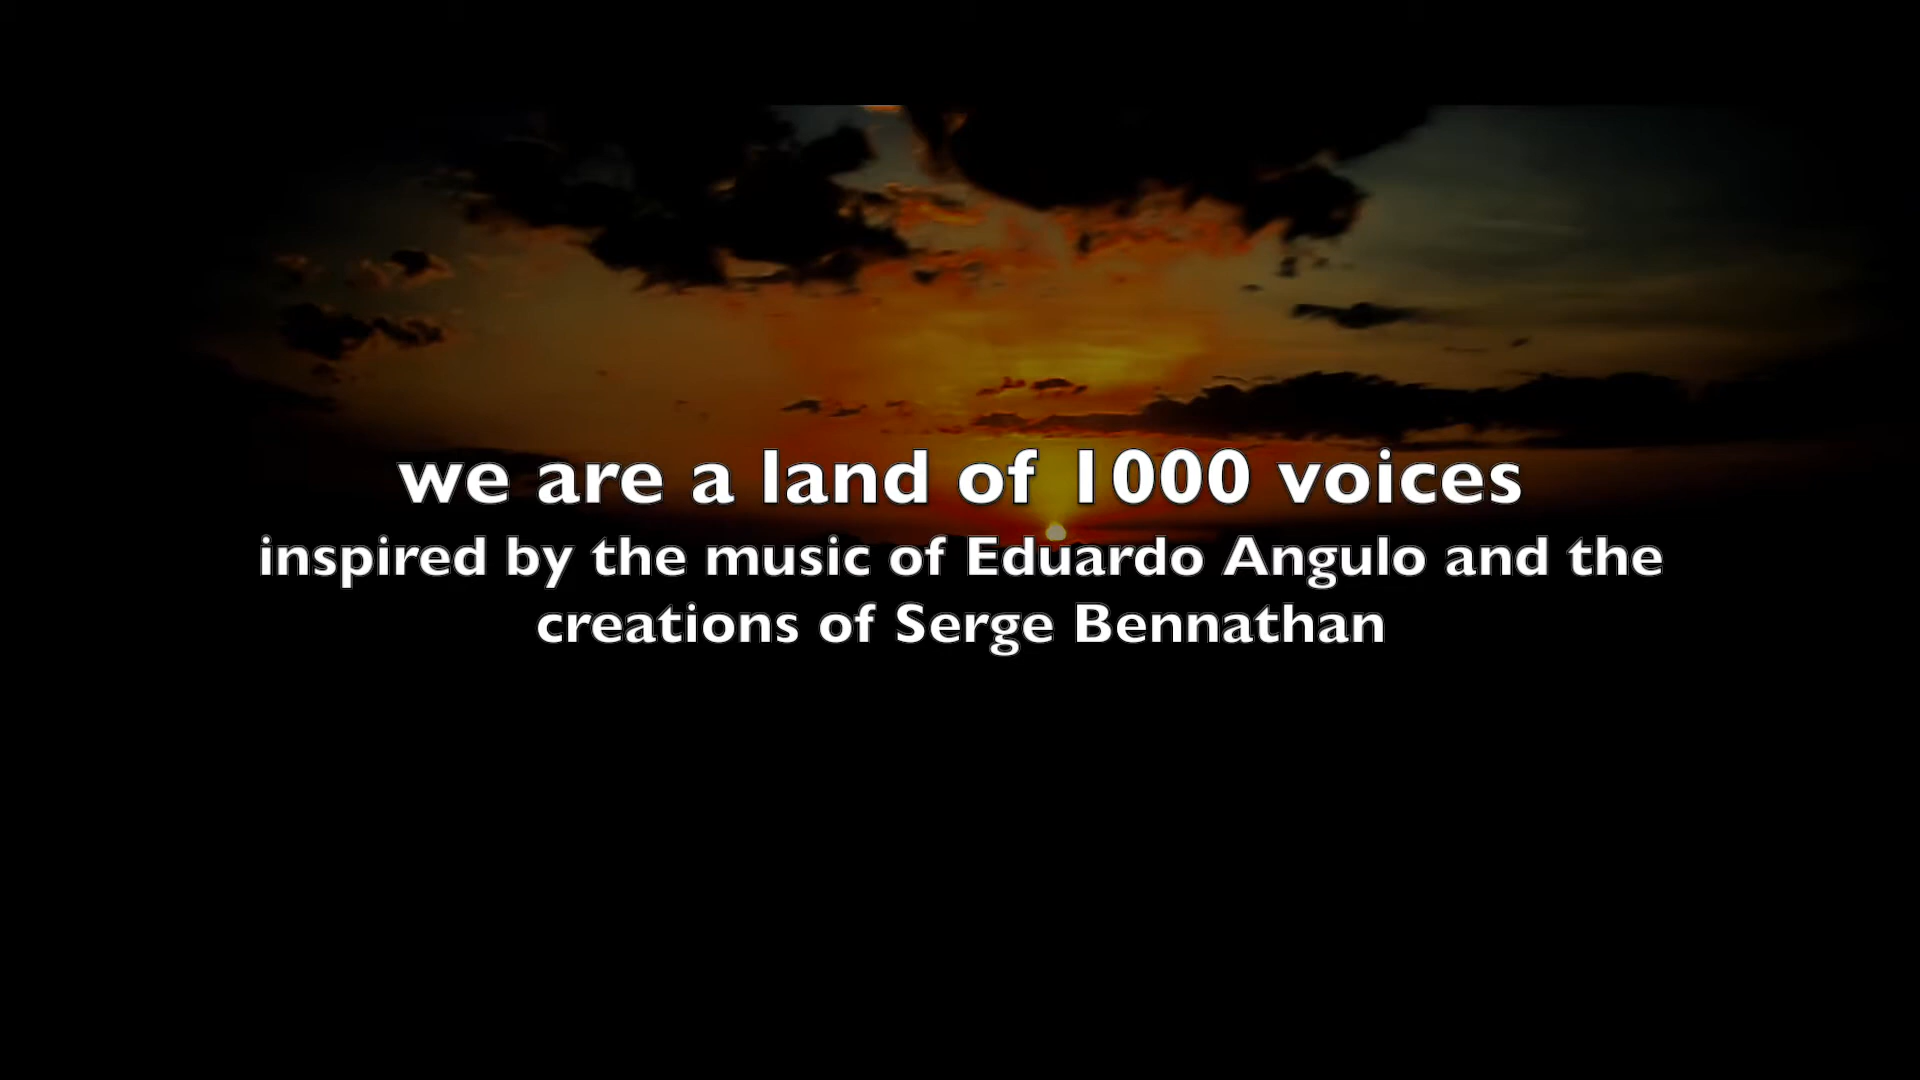 we are a land of 1000 voices
inspired by the music of Eduardo Angulo and the
creations of Serge Bennathan